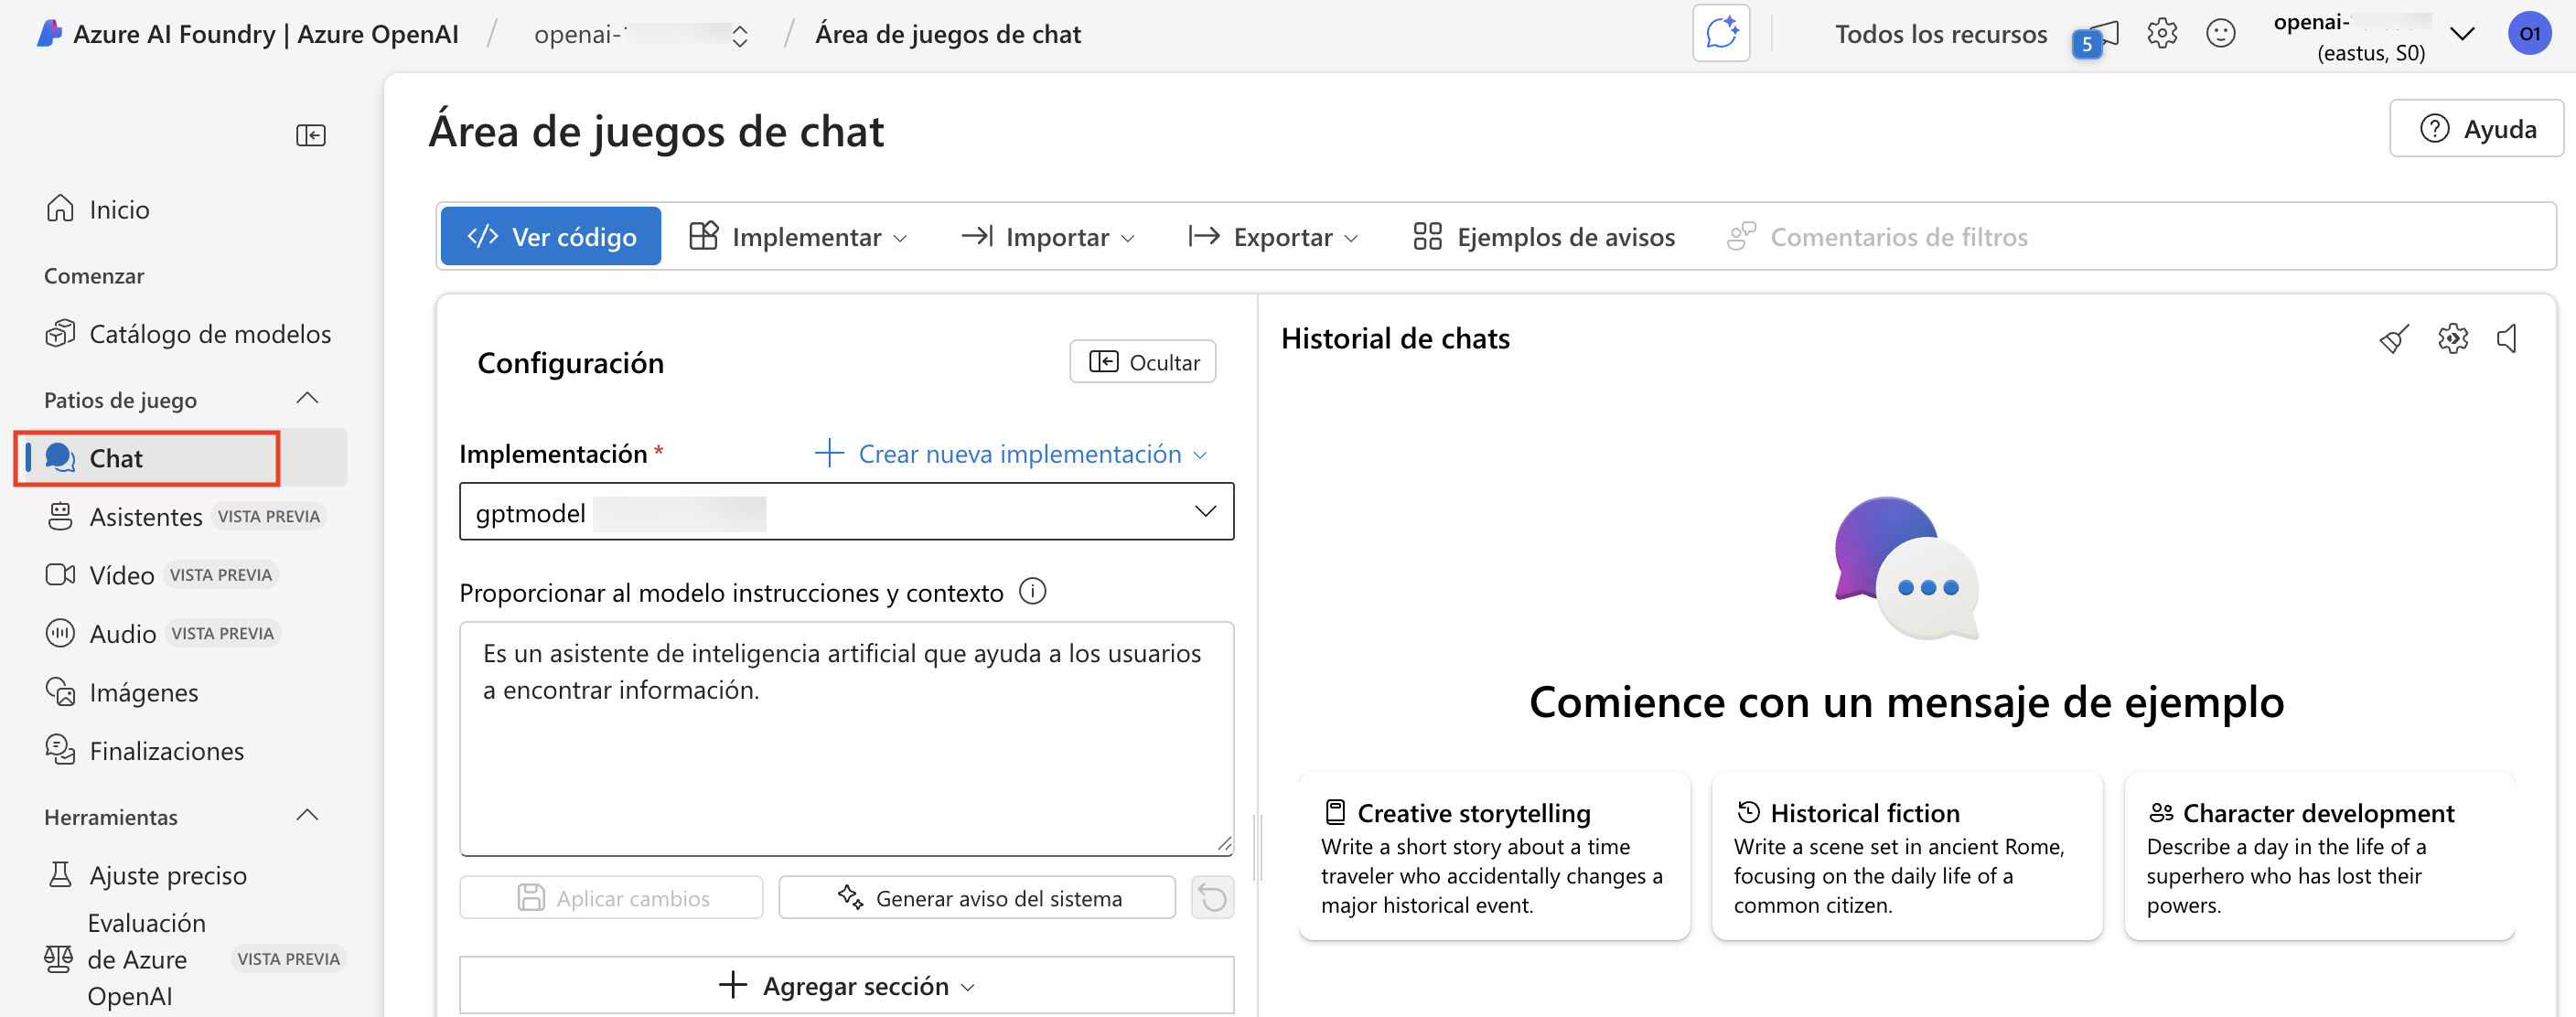 Azure AI Foundry | Azure OpenAI / openai- / Área de juegos de chat
Todos los recursos
5
openai-
(eastus, S0)
O1
Área de juegos de chat
Ayuda
Inicio
Comenzar
Catálogo de modelos
Patios de juego
Chat
Asistentes VISTA PREVIA
Vídeo VISTA PREVIA
Audio VISTA PREVIA
Imágenes
Finalizaciones
Herramientas
Ajuste preciso
Evaluación
de Azure VISTA PREVIA
OpenAI
</> Ver código
Implementar
Importar
Exportar
Ejemplos de avisos
Comentarios de filtros
Configuración
Ocultar
Implementación *
Crear nueva implementación
gptmodel
Proporcionar al modelo instrucciones y contexto
Es un asistente de inteligencia artificial que ayuda a los usuarios
a encontrar información.
Aplicar cambios
Generar aviso del sistema
Agregar sección
Historial de chats
Comience con un mensaje de ejemplo
Creative storytelling
Write a short story about a time
traveler who accidentally changes a
major historical event.
Historical fiction
Write a scene set in ancient Rome,
focusing on the daily life of a
common citizen.
Character development
Describe a day in the life of a
superhero who has lost their
powers.